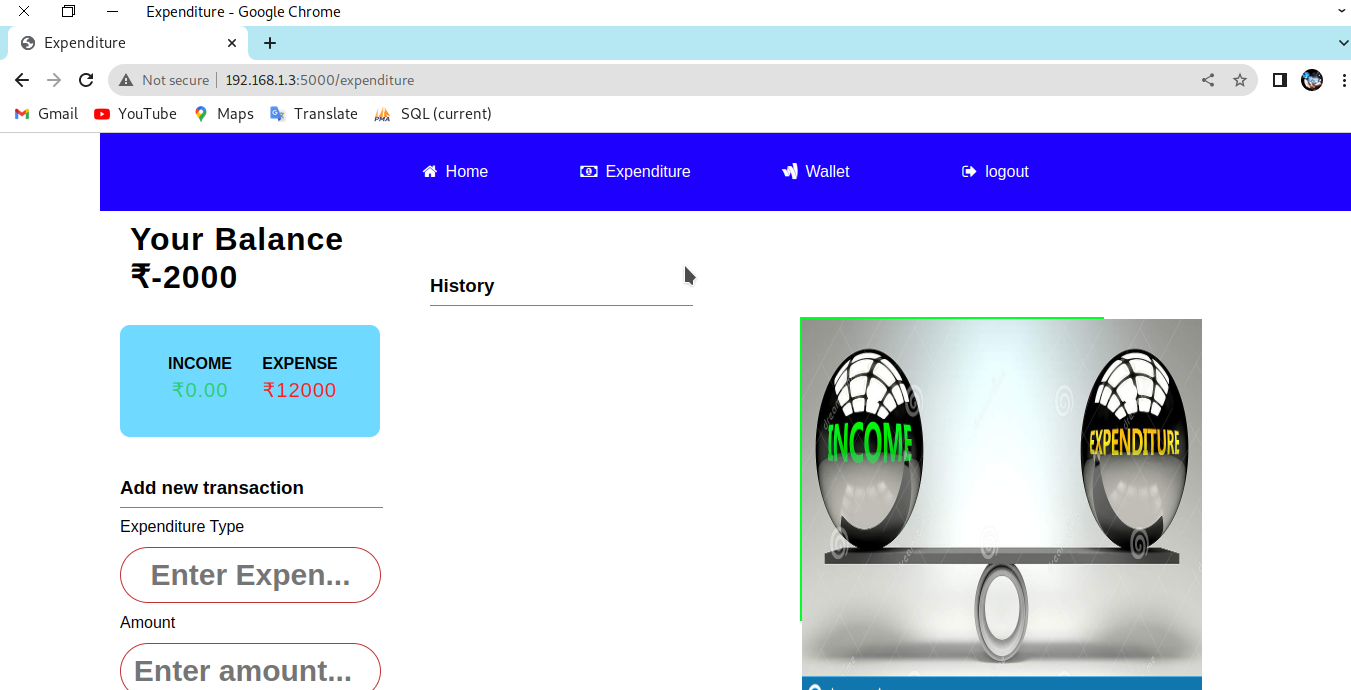 Expenditure - Google Chrome
Expenditure
Not secure 192.168.1.3:5000/expenditure
Gmail YouTube Maps Translate SQL (current)
Home Expenditure Wallet logout
Your Balance
₹-2000
INCOME EXPENSE
₹0.00 ₹12000
Add new transaction
Expenditure Type
Enter Expen...
Amount
Enter amount...
History
INCOME EXPENDITURE